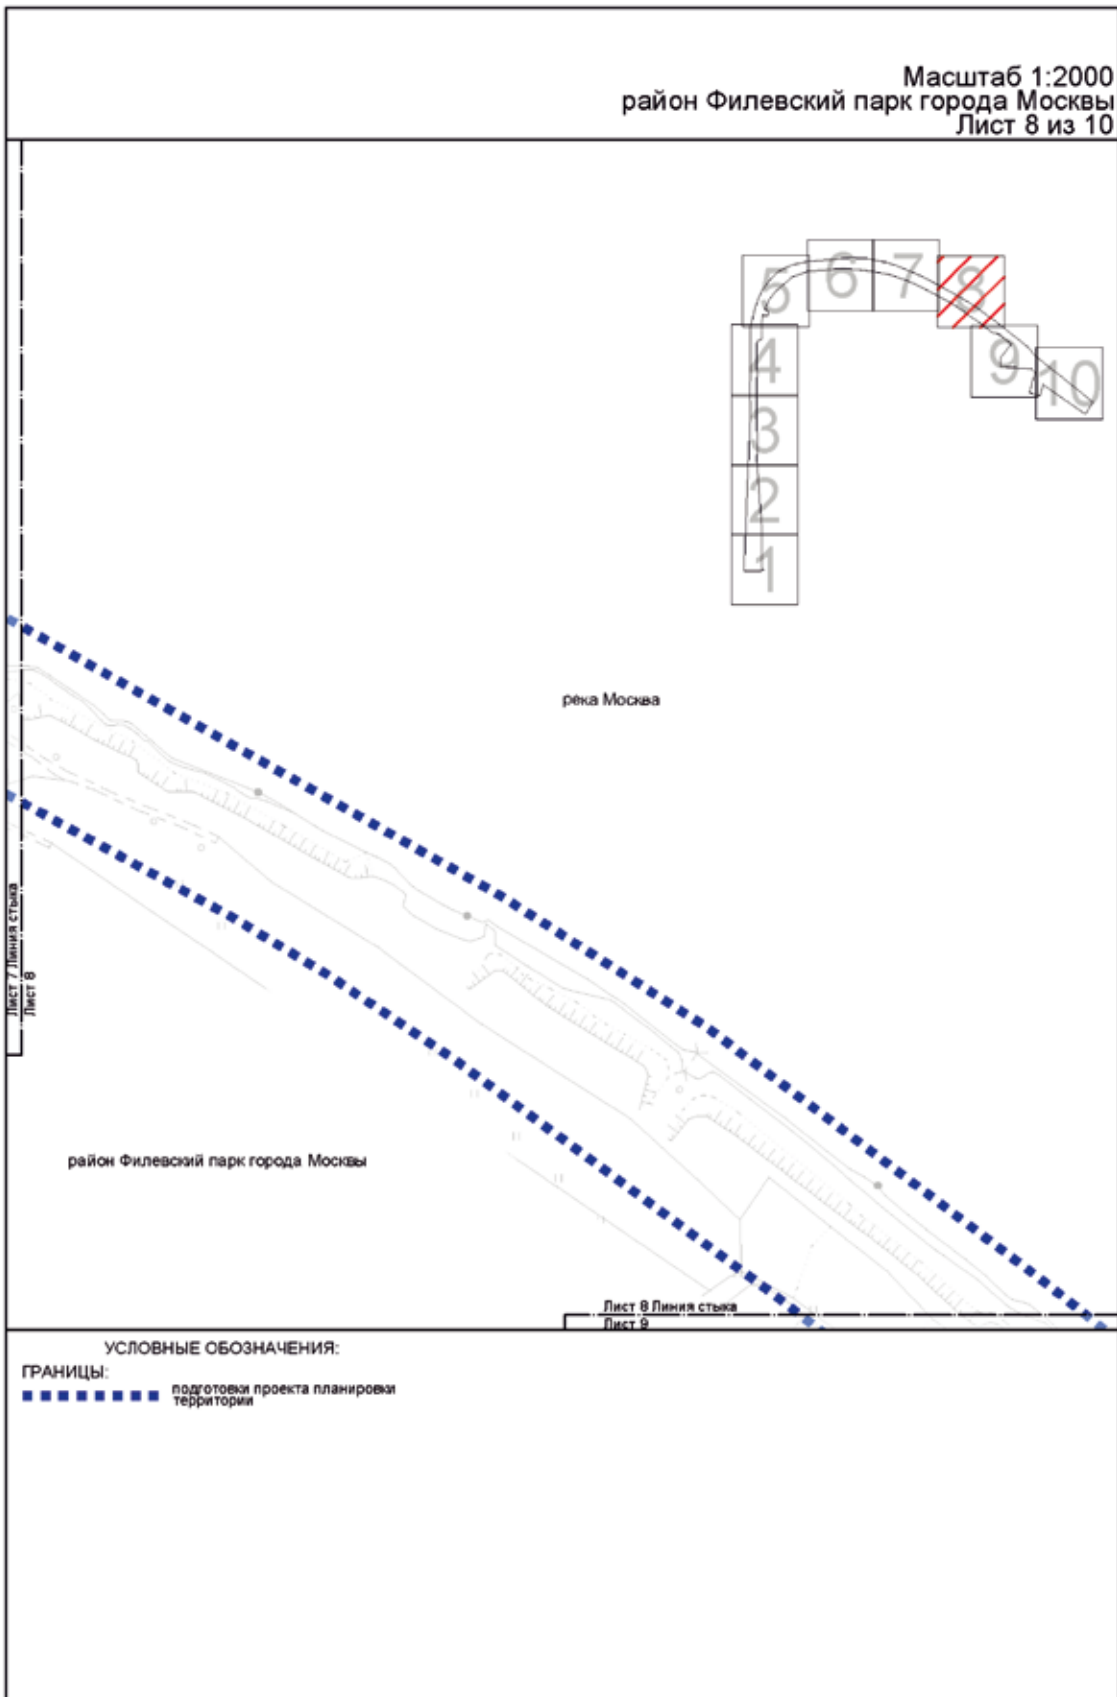 Масштаб 1:2000
район Филевский парк города Москвы
Лист 8 из 10
5
6
7
8
4
9
10
3
2
1
река Москва
Лист 7 Линия стыка
Лист 8
район Филевский парк города Москвы
Лист 8 Линия стыка
Лист 9
УСЛОВНЫЕ ОБОЗНАЧЕНИЯ:
ГРАНИЦЫ:
подготовки проекта планировки
территории